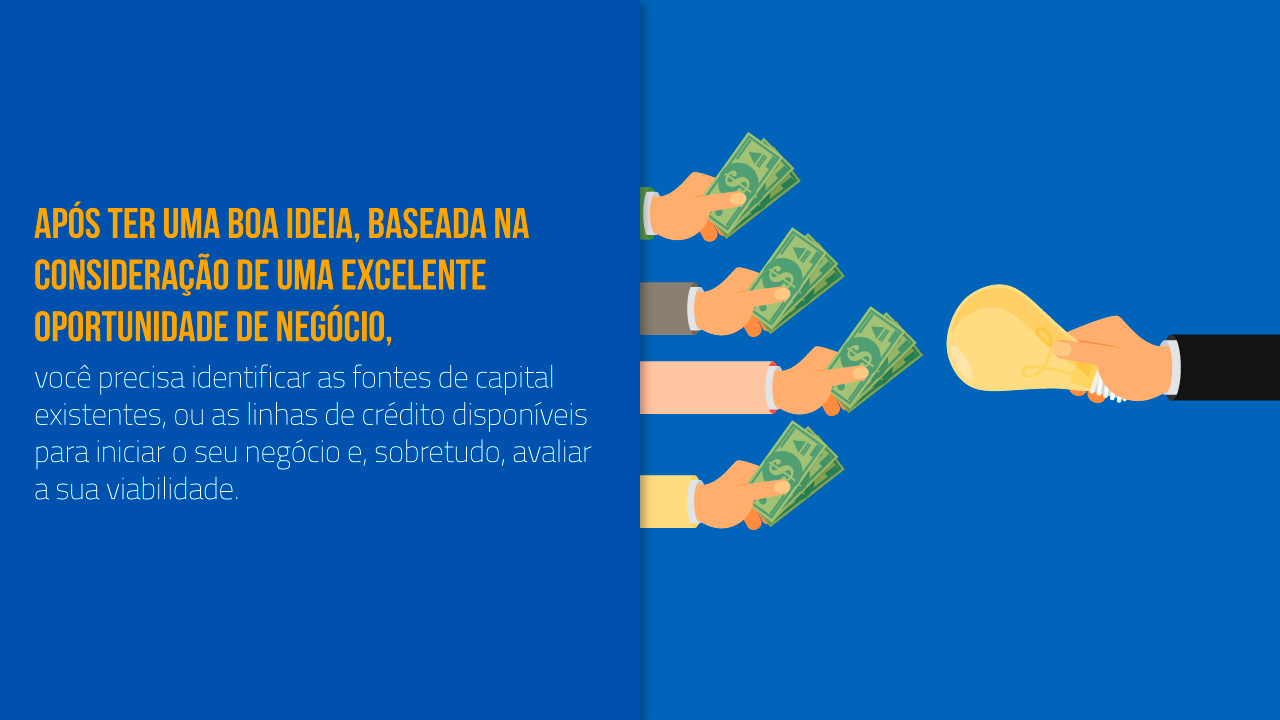 APÓS TER UMA BOA IDEIA, BASEADA NA
CONSIDERAÇÃO DE UMA EXCELENTE
OPORTUNIDADE DE NEGÓCIO,
você precisa identificar as fontes de capital
existentes, ou as linhas de crédito disponíveis
para iniciar o seu negócio e, sobretudo, avaliar
a sua viabilidade.